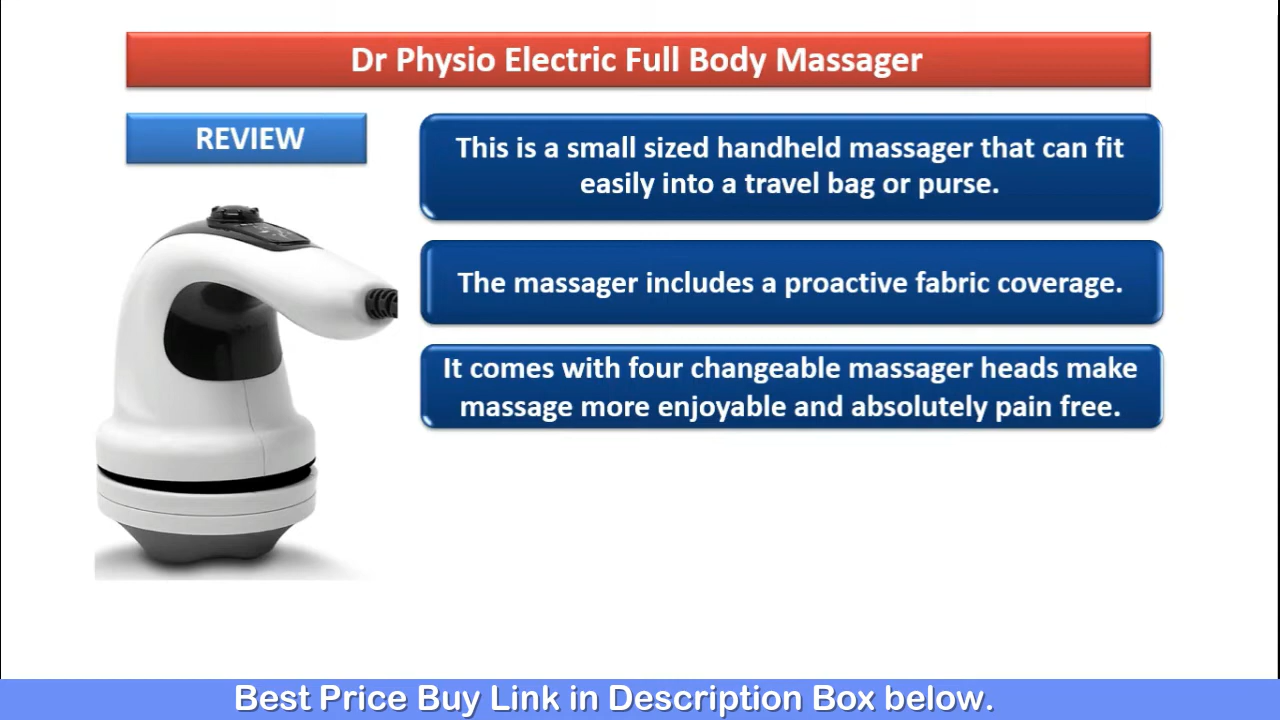 Dr Physio Electric Full Body Massager
REVIEW
This is a small sized handheld massager that can fit
easily into a travel bag or purse.
The massager includes a proactive fabric coverage.
It comes with four changeable massager heads make
massage more enjoyable and absolutely pain free.
Best Price Buy Link in Description Box below.